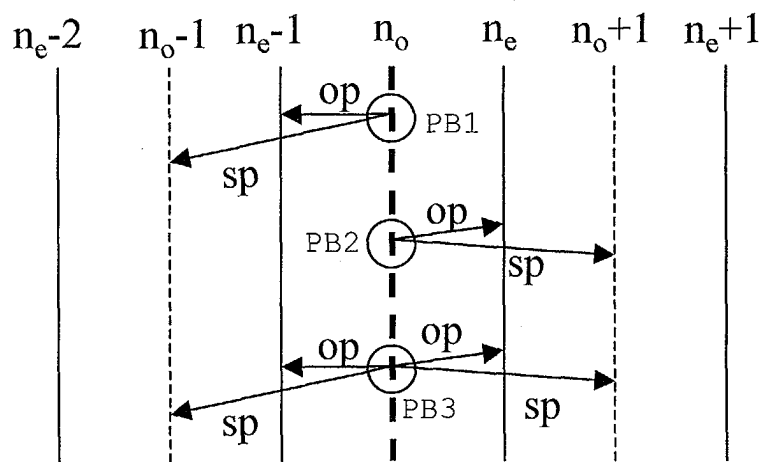 nₑ-2 nₒ-1 nₑ-1 nₒ nₑ nₒ+1 nₑ+1
op
PB1
sp
op
PB2
sp
op op
PB3
sp sp